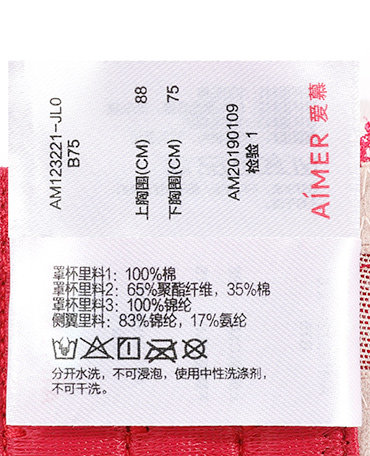 AM123221-JL0
B75
上胸围(CM) 88
下胸围(CM) 75
AM20190109
检验 1
AiMER 爱慕
罩杯里料1: 100%棉
罩杯里料2: 65%聚酯纤维, 35%棉
罩杯里料3: 100%锦纶
侧翼里料: 83%锦纶, 17%氨纶
分开水洗, 不可浸泡, 使用中性洗涤剂,
不可干洗。